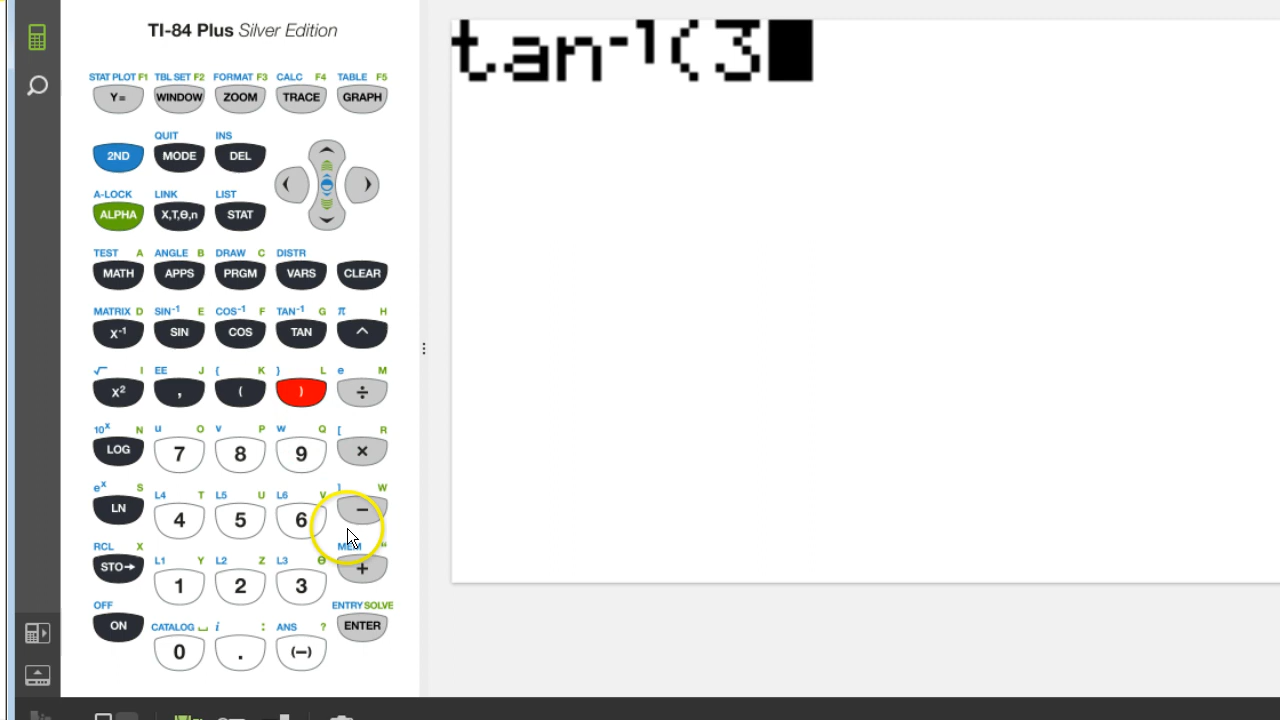 TI-84 Plus Silver Edition
tan⁻¹(3
STAT PLOT F1 TBL SET F2 FORMAT F3 CALC F4 TABLE F5
Y= WINDOW ZOOM TRACE GRAPH
QUIT INS
2ND MODE DEL
A-LOCK LINK LIST
ALPHA X,T,Θ,n STAT
TEST A ANGLE B DRAW C DISTR
MATH APPS PRGM VARS CLEAR
MATRIX D SIN⁻¹ E COS⁻¹ F TAN⁻¹ G π H
X⁻¹ SIN COS TAN ^
√ I EE J { K } L e M
X² , ( ) ÷
10ˣ N u O v P w Q [ R
LOG 7 8 9 ×
eˣ S L4 T L5 U L6 V ] W
LN 4 5 6 −
RCL X L1 Y L2 Z L3 Θ MEM "
STO→ 1 2 3 +
OFF CATALOG ⎵ i : ANS ? ENTRY SOLVE
ON 0 . (−) ENTER